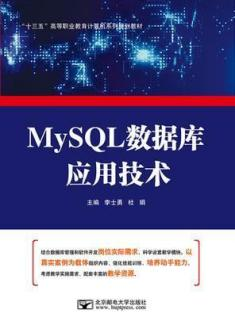 "十三五"高等职业教育计算机系列规划教材
MySQL数据库
应用技术
主编 李士勇 杜娟
结合数据库管理和软件开发岗位实际需求，科学设置教学模块，以
真实案例为载体组织内容，强化技能训练，培养动手能力，
考虑教学实施需求，配套丰富的教学资源。
北京邮电大学出版社
www.buptpress.com